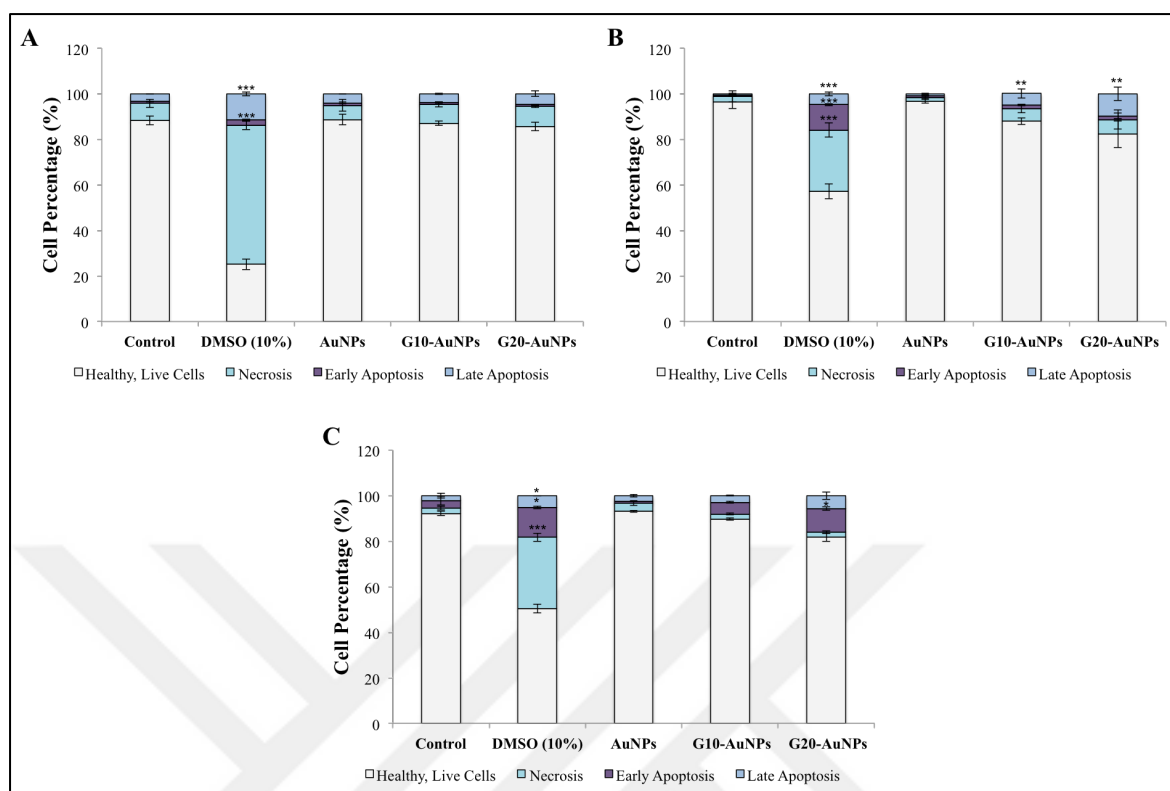 A
120
100
80
60
40
20
0
Cell Percentage (%)
***
***
Control DMSO (10%) AuNPs G10-AuNPs G20-AuNPs
Healthy, Live Cells Necrosis Early Apoptosis Late Apoptosis
B
120
100
80
60
40
20
0
Cell Percentage (%)
*** ** **
***
***
Control DMSO (10%) AuNPs G10-AuNPs G20-AuNPs
Healthy, Live Cells Necrosis Early Apoptosis Late Apoptosis
C
120
100
80
60
40
20
0
Cell Percentage (%)
*
* *
***
Control DMSO (10%) AuNPs G10-AuNPs G20-AuNPs
Healthy, Live Cells Necrosis Early Apoptosis Late Apoptosis